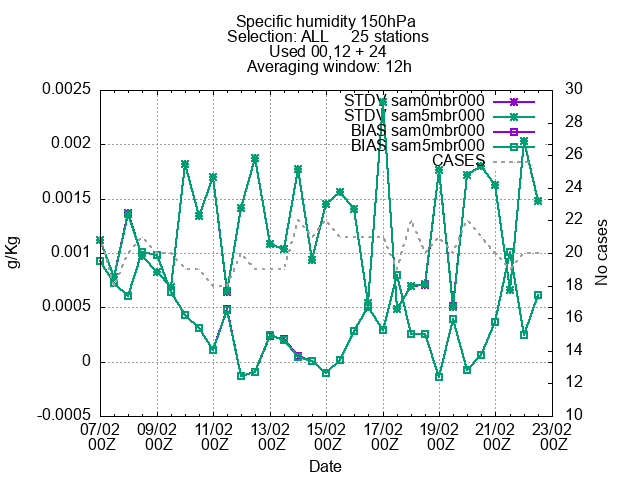 Specific humidity 150hPa
Selection: ALL 25 stations
Used 00,12 + 24
Averaging window: 12h
STDV sam0mbr000
STDV sam5mbr000
BIAS sam0mbr000
BIAS sam5mbr000
CASES
g/Kg
0.0025
0.002
0.0015
0.001
0.0005
0
-0.0005
No cases
30
28
26
24
22
20
18
16
14
12
10
07/02 09/02 11/02 13/02 15/02 17/02 19/02 21/02 23/02
00Z 00Z 00Z 00Z 00Z 00Z 00Z 00Z 00Z
Date